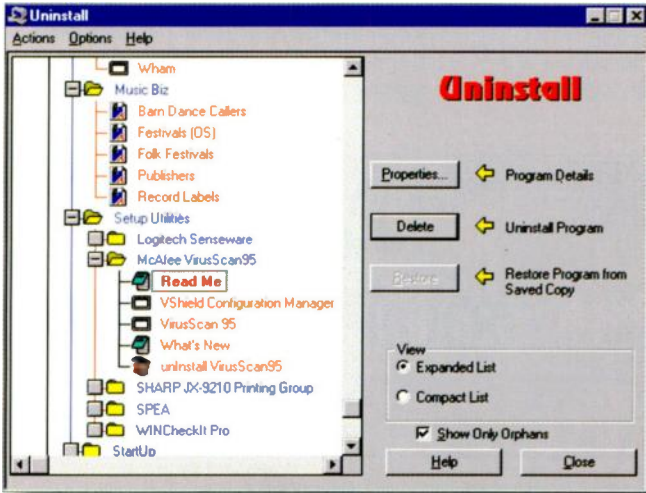 Uninstall
Actions Options Help
Wham
Music Biz
Barn Dance Callers
Festivals (OS)
Folk Festivals
Publishers
Record Labels
Setup Utilities
Logitech Senseware
McAfee VirusScan95
Read Me
VShield Configuration Manager
VirusScan 95
What's New
unInstall VirusScan95
SHARP JX-9210 Printing Group
SPEA
WINCheckIt Pro
StartUp
Uninstall
Properties... Program Details
Delete Uninstall Program
Restore Restore Program from
Saved Copy
View
Expanded List
Compact List
Show Only Orphans
Help Close